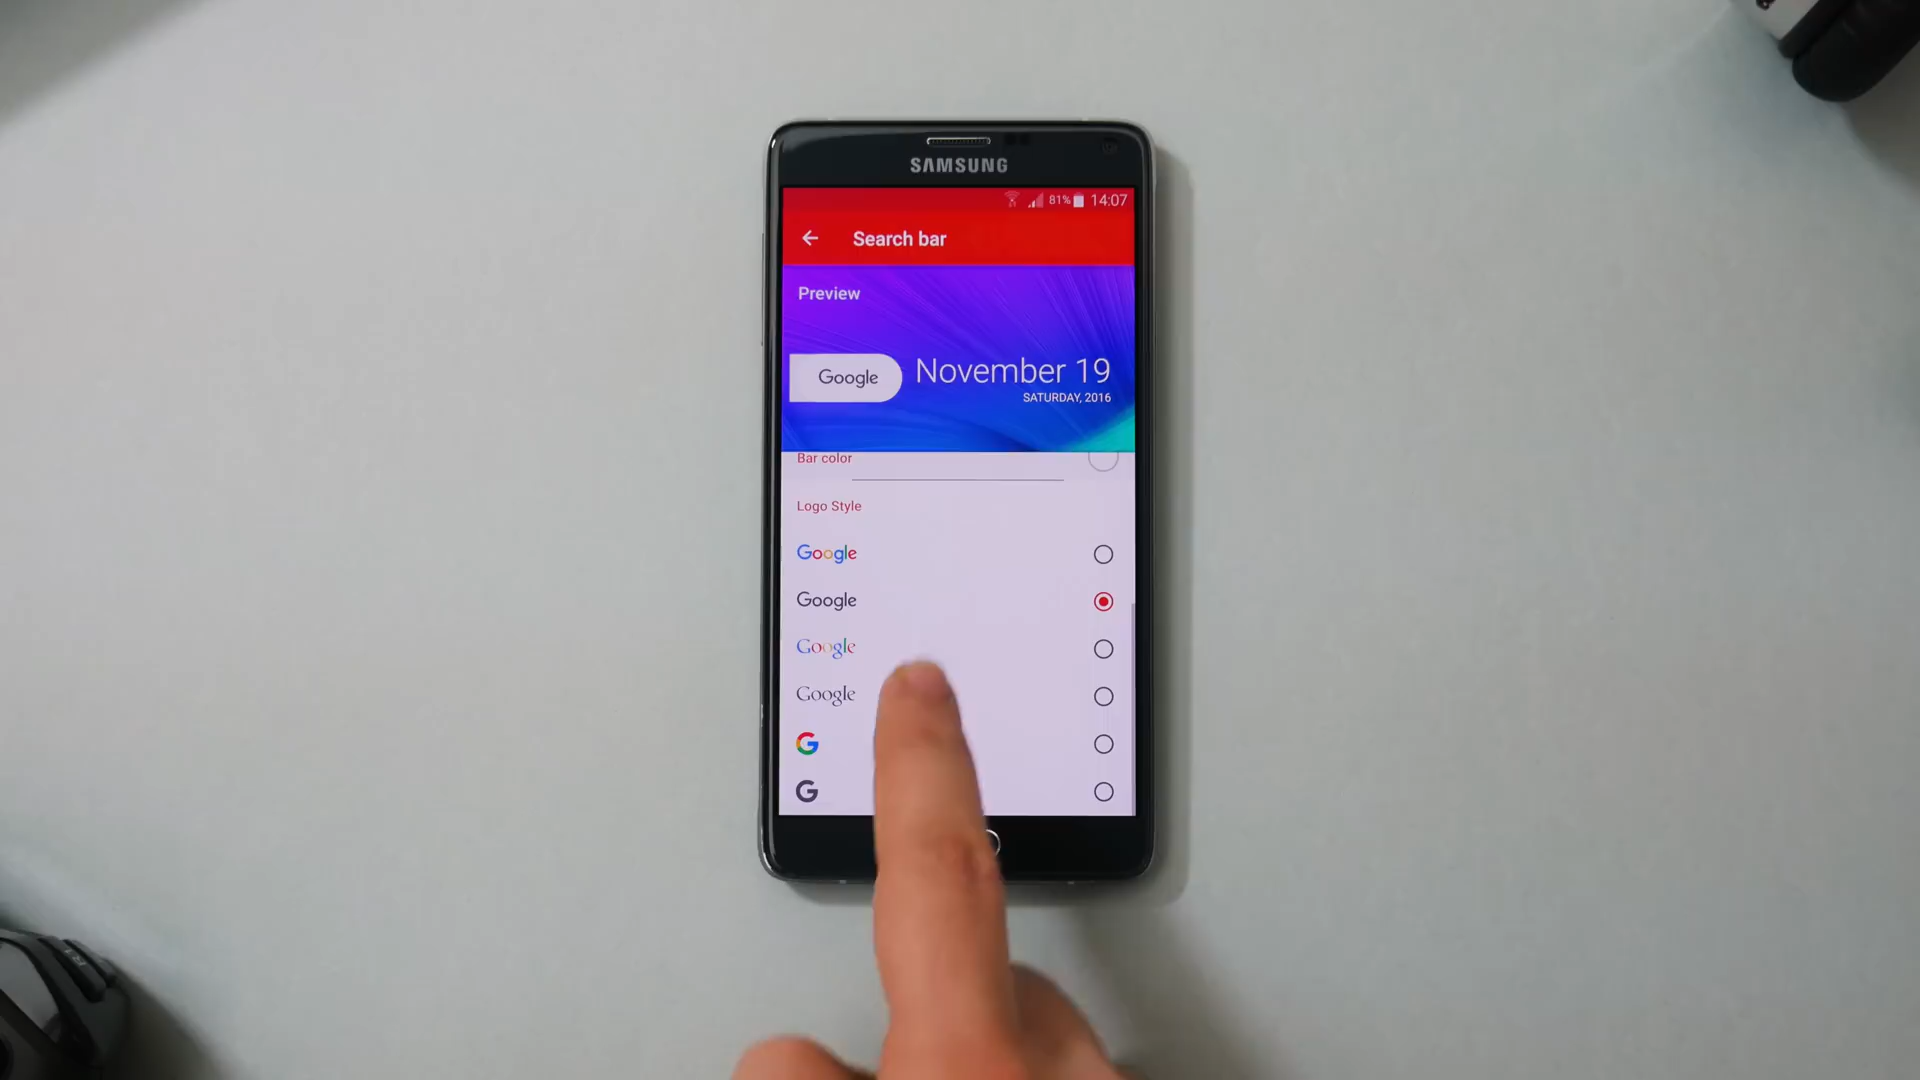 SAMSUNG
81% 14:07
Search bar
Preview
Google
November 19
SATURDAY, 2016
Bar color
Logo Style
Google
Google
Google
Google
G
G